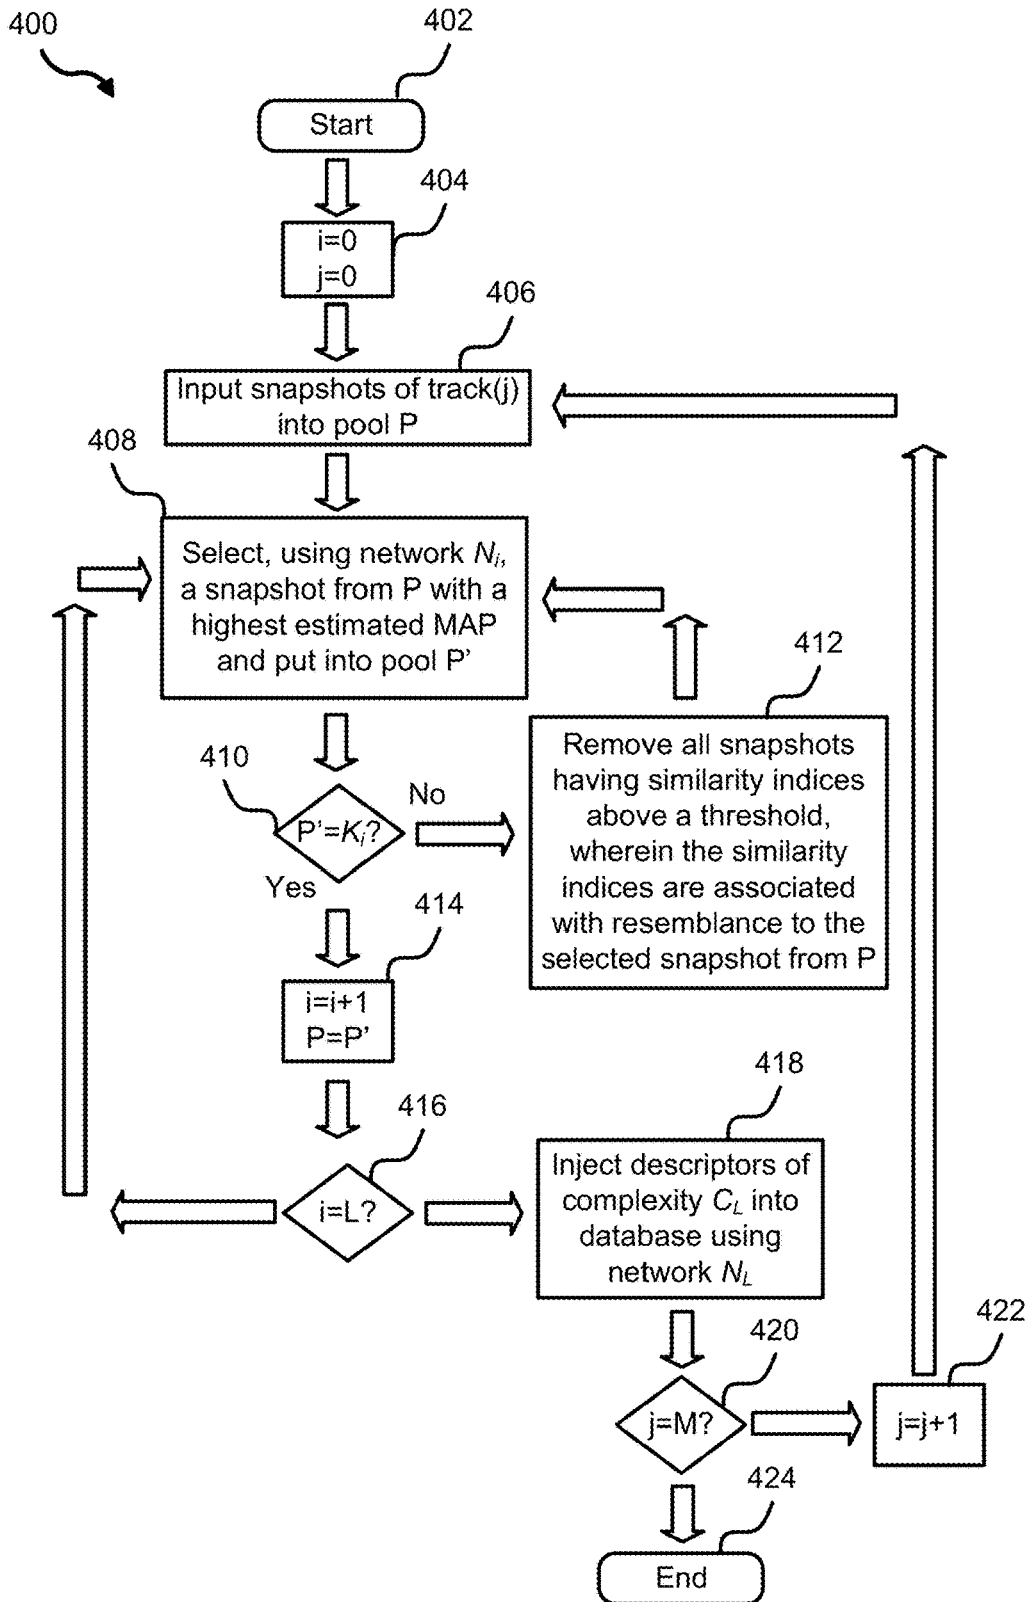 400
402
Start
404
i=0
j=0
406
Input snapshots of track(j)
into pool P
408
Select, using network Nᵢ,
a snapshot from P with a
highest estimated MAP
and put into pool P'
412
Remove all snapshots
having similarity indices
above a threshold,
wherein the similarity
indices are associated
with resemblance to the
selected snapshot from P
410
P'=Kᵢ?
No
Yes
414
i=i+1
P=P'
416
i=L?
418
Inject descriptors of
complexity C_L into
database using
network N_L
420
j=M?
422
j=j+1
424
End